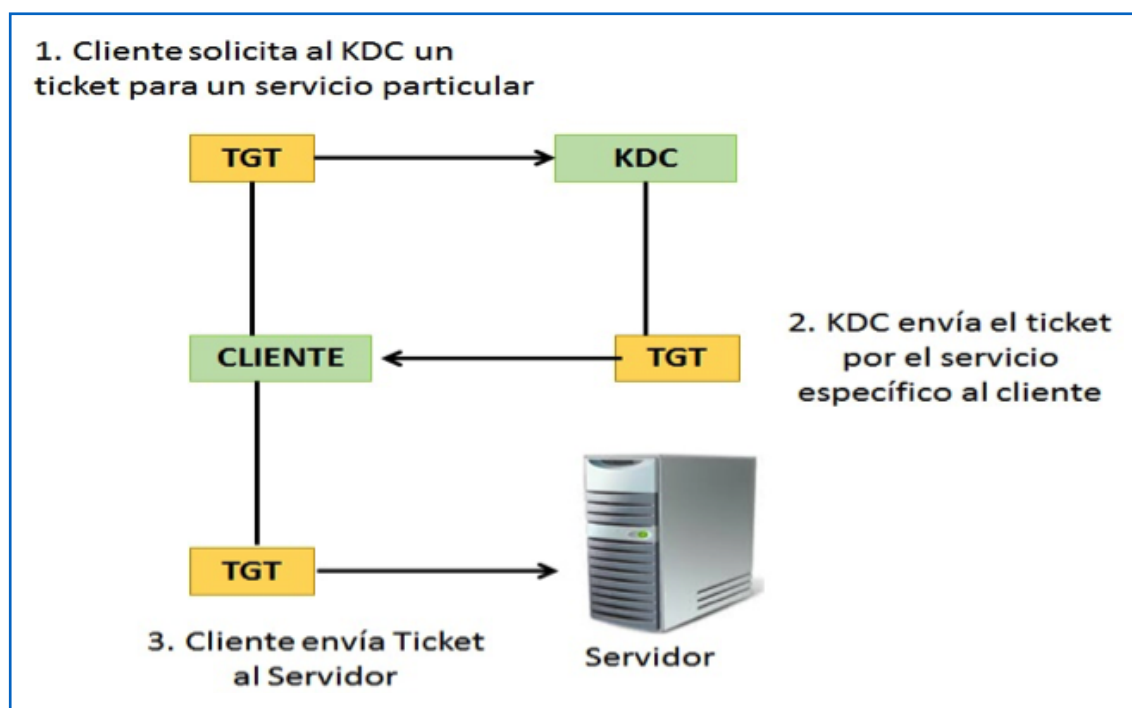 1. Cliente solicita al KDC un
ticket para un servicio particular
TGT
KDC
CLIENTE
TGT
2. KDC envía el ticket
por el servicio
específico al cliente
TGT
3. Cliente envía Ticket
al Servidor
Servidor